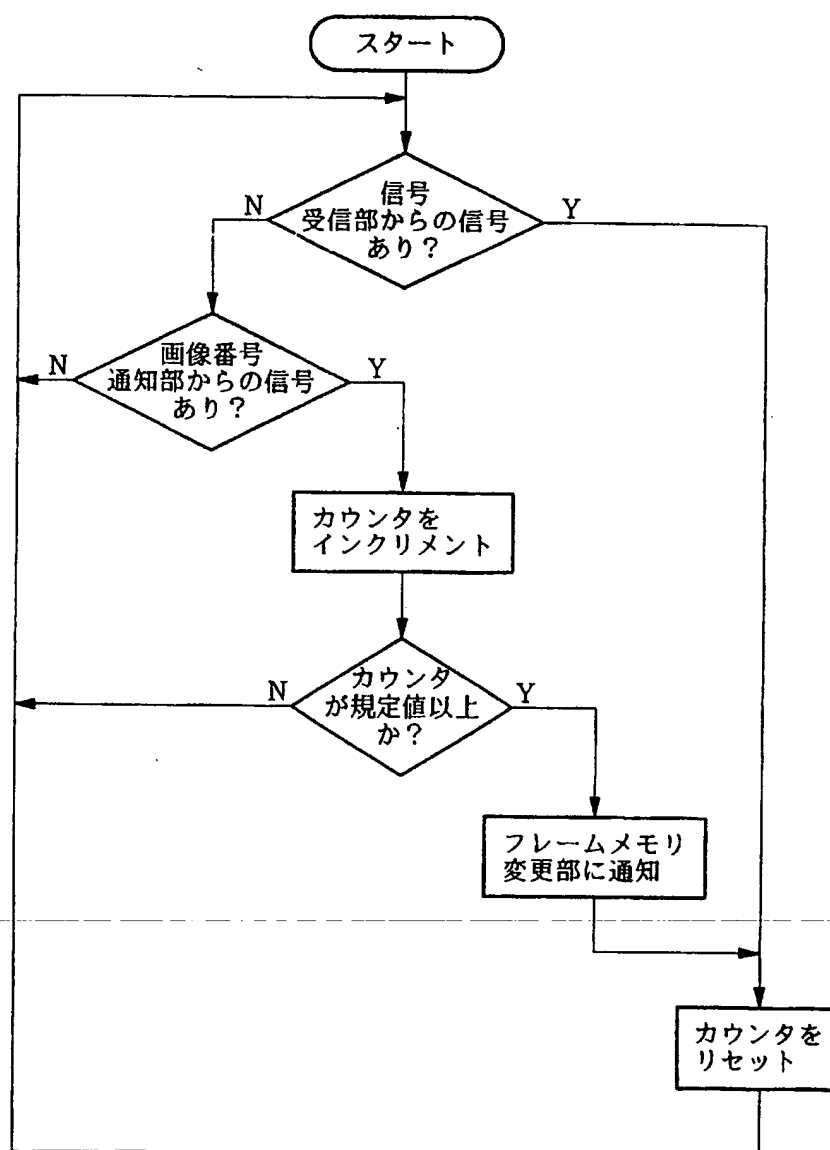 スタート
信号
受信部からの信号
あり？
N
Y
画像番号
通知部からの信号
あり？
N
Y
カウンタを
インクリメント
カウンタ
が規定値以上
か？
N
Y
フレームメモリ
変更部に通知
カウンタを
リセット